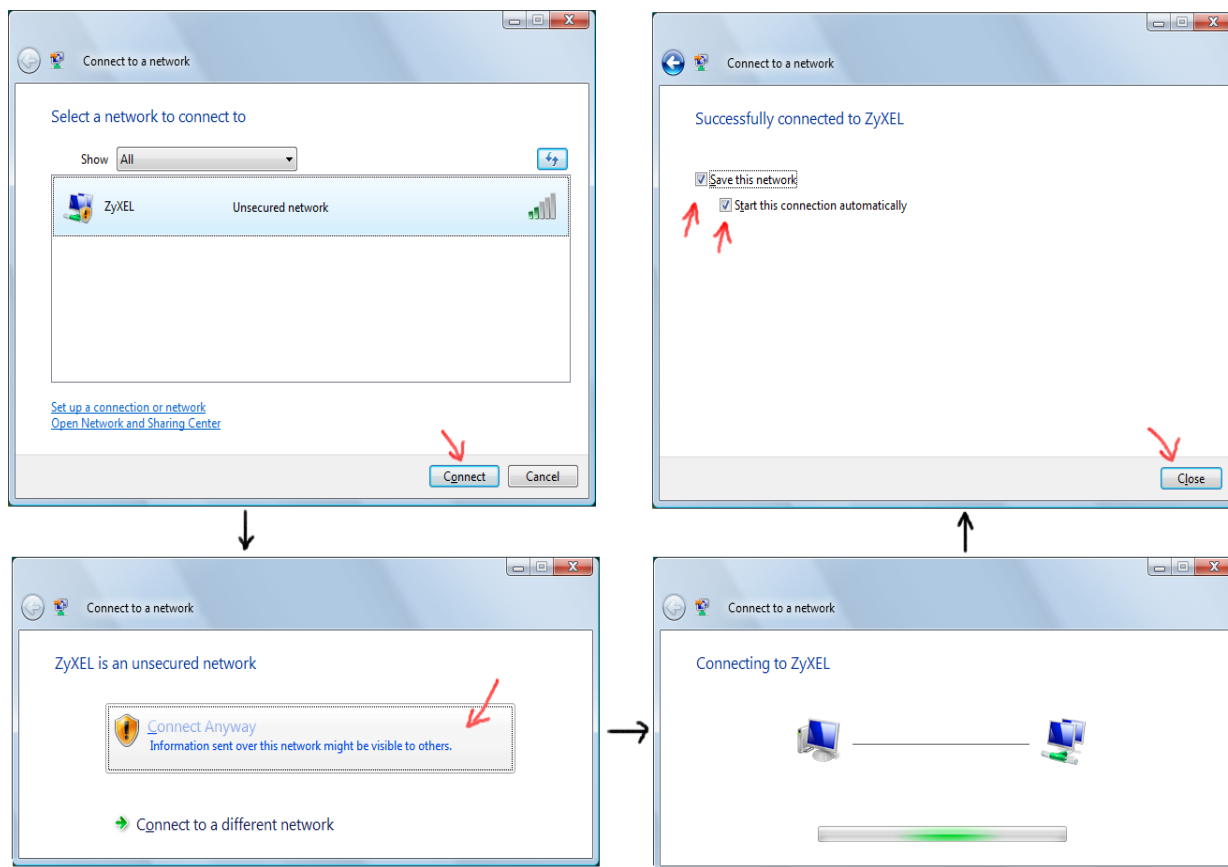 Connect to a network
Select a network to connect to
Show All
ZyXEL Unsecured network
Set up a connection or network
Open Network and Sharing Center
Connect Cancel
Connect to a network
ZyXEL is an unsecured network
Connect Anyway
Information sent over this network might be visible to others.
Connect to a different network
Connect to a network
Connecting to ZyXEL
Connect to a network
Successfully connected to ZyXEL
Save this network
Start this connection automatically
Close